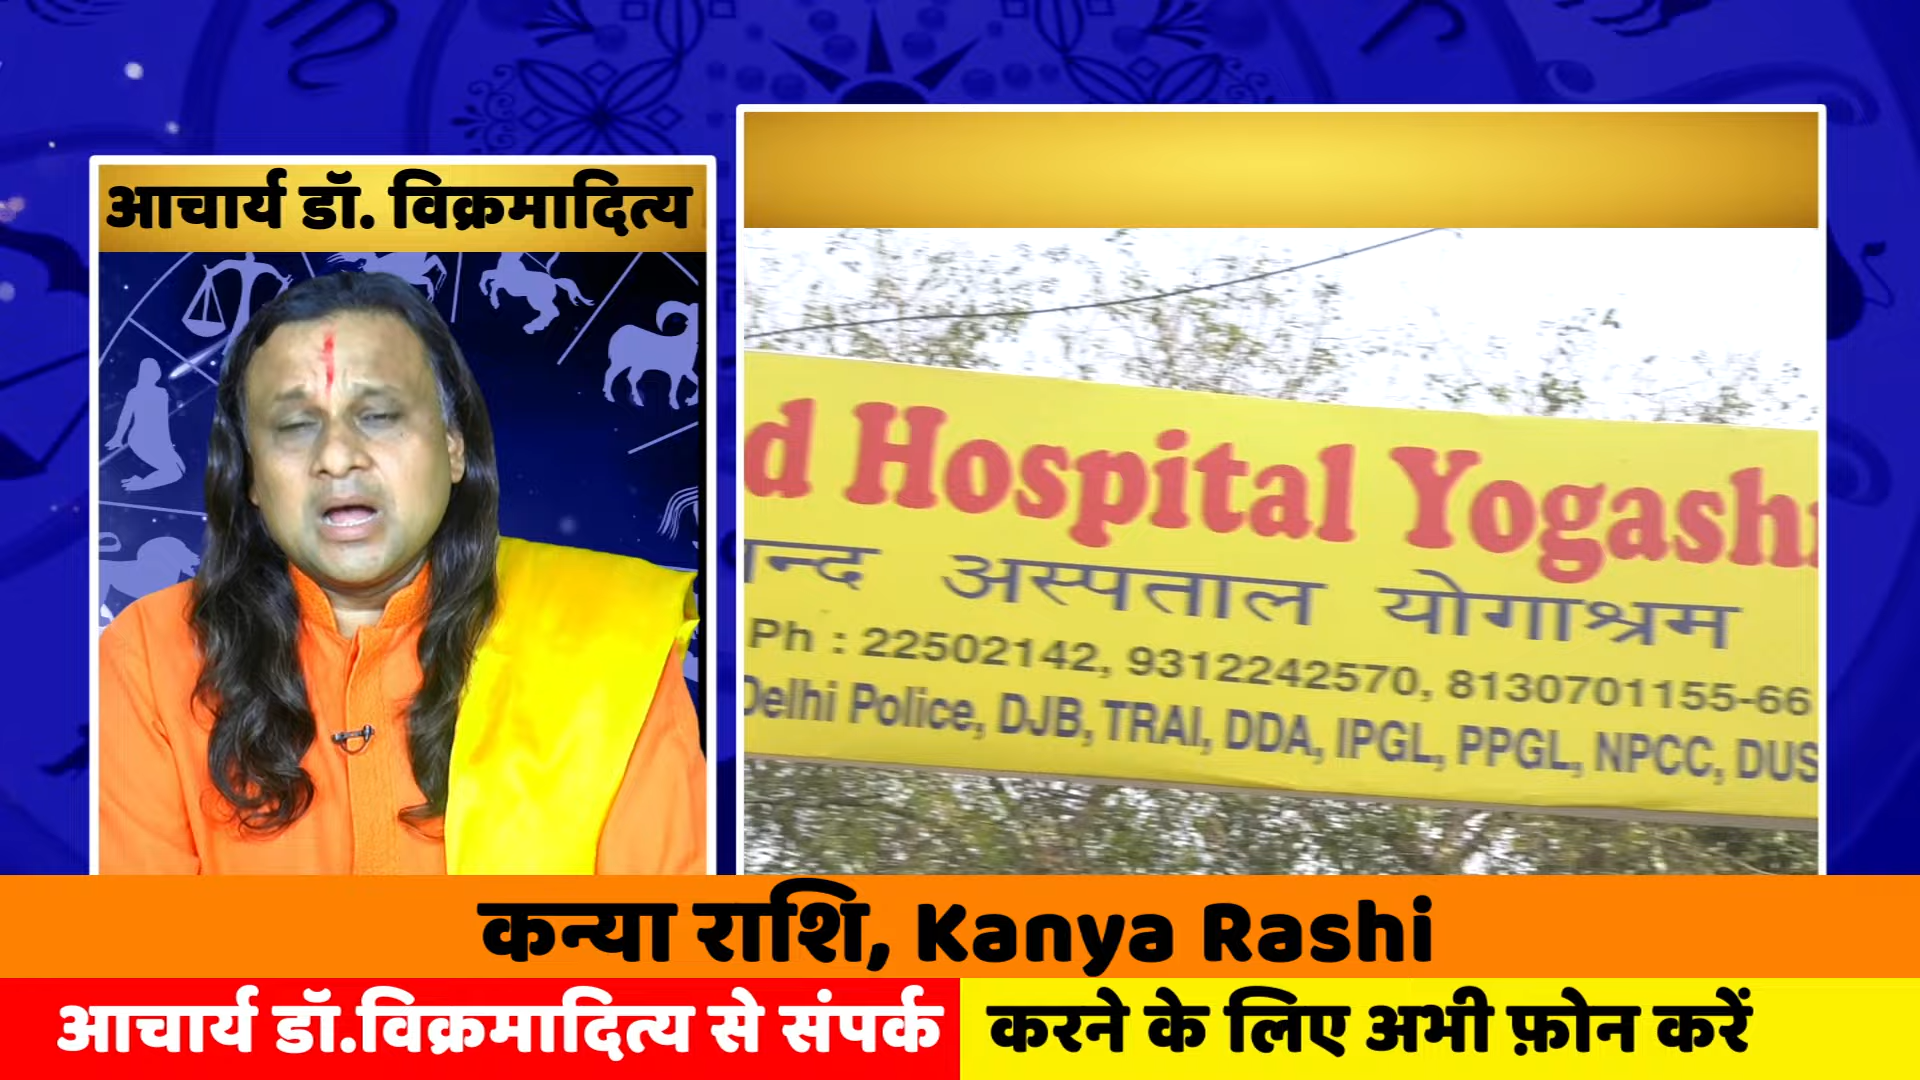 आचार्य डॉ. विक्रमादित्य
d Hospital Yogash
न्द अस्पताल योगाश्रम
Ph : 22502142, 9312242570, 8130701155-66
Delhi Police, DJB, TRAI, DDA, IPGL, PPGL, NPCC, DUS
कन्या राशि, Kanya Rashi
आचार्य डॉ.विक्रमादित्य से संपर्क करने के लिए अभी फ़ोन करें